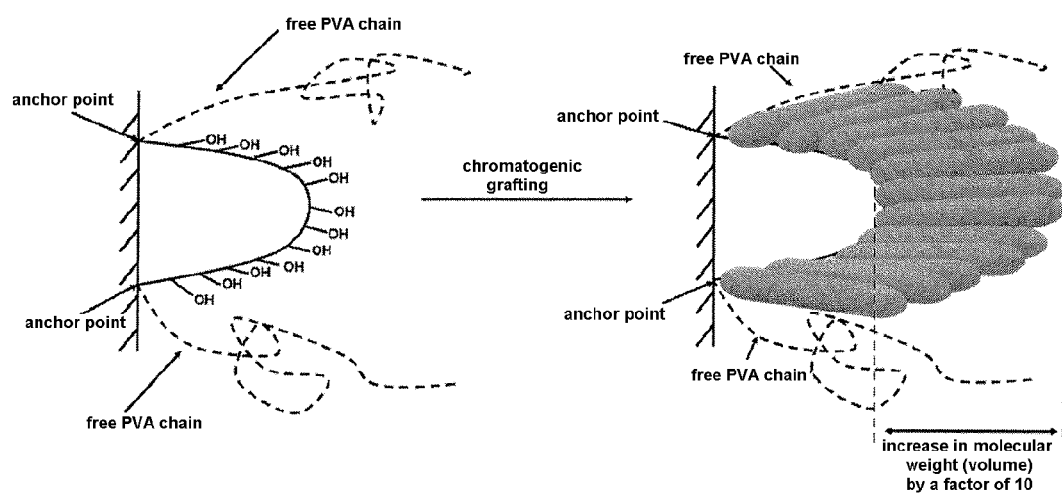 free PVA chain
anchor point
OH
OH
OH
OH
OH
OH
OH
OH
OH
OH
OH
OH
anchor point
free PVA chain
chromatogenic
grafting
free PVA chain
anchor point
anchor point
free PVA chain
increase in molecular
weight (volume)
by a factor of 10